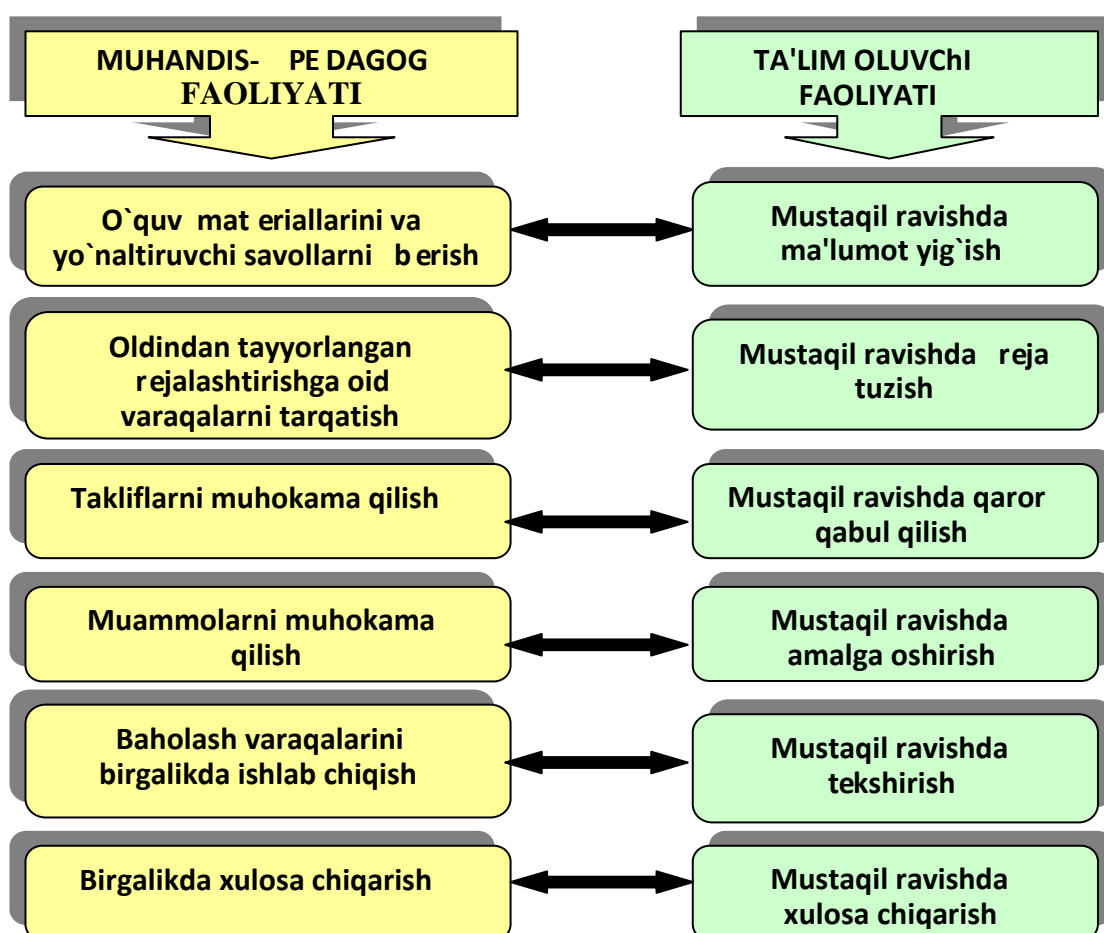 MUHANDIS- PE DAGOG
FAOLIYATI
TA'LIM OLUVChI
FAOLIYATI
O`quv mat eriallarini va
yo`naltiruvchi savollarni b erish
Mustaqil ravishda
ma'lumot yig`ish
Oldindan tayyorlangan
rejalashtirishga oid
varaqalarni tarqatish
Mustaqil ravishda reja
tuzish
Takliflarni muhokama qilish
Mustaqil ravishda qaror
qabul qilish
Muammolarni muhokama
qilish
Mustaqil ravishda
amalga oshirish
Baholash varaqalarini
birgalikda ishlab chiqish
Mustaqil ravishda
tekshirish
Birgalikda xulosa chiqarish
Mustaqil ravishda
xulosa chiqarish